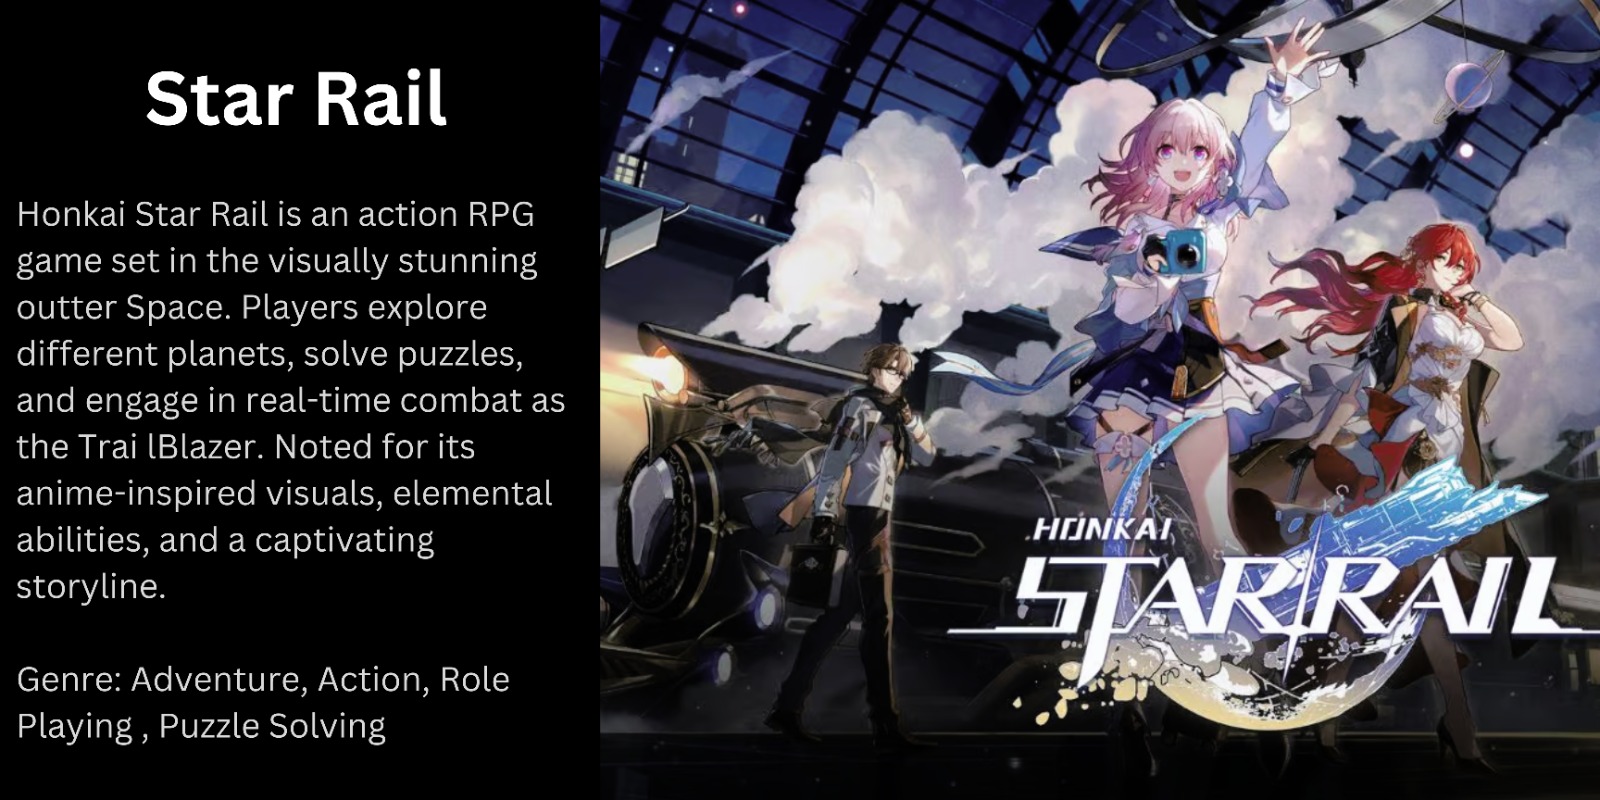 Star Rail
Honkai Star Rail is an action RPG
game set in the visually stunning
outter Space. Players explore
different planets, solve puzzles,
and engage in real-time combat as
the Trai lBlazer. Noted for its
anime-inspired visuals, elemental
abilities, and a captivating
storyline.
Genre: Adventure, Action, Role
Playing , Puzzle Solving
HONKAI
STAR RAIL